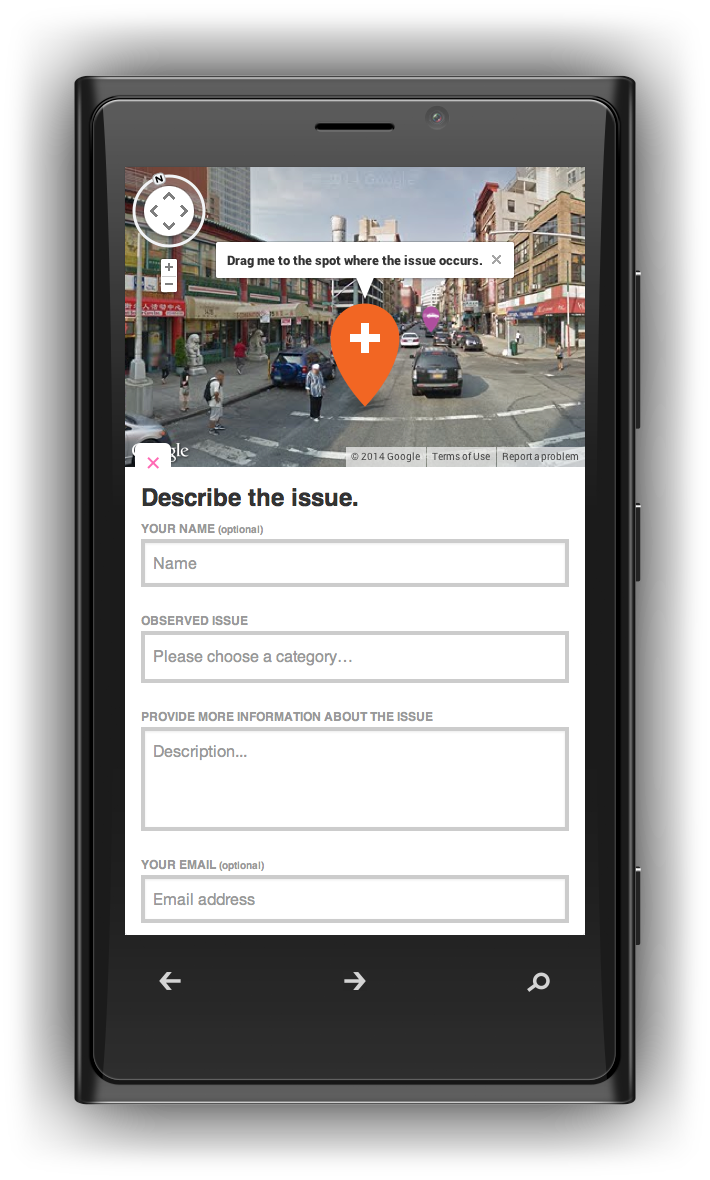 N
© 2014 Google
Drag me to the spot where the issue occurs. ×
+
−
Google
© 2014 Google Terms of Use Report a problem
×
Describe the issue.
YOUR NAME (optional)
Name
OBSERVED ISSUE
Please choose a category…
PROVIDE MORE INFORMATION ABOUT THE ISSUE
Description...
YOUR EMAIL (optional)
Email address